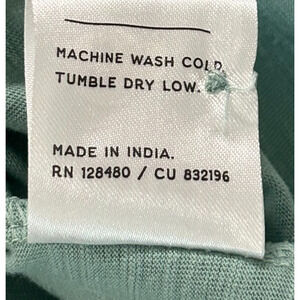 MACHINE WASH COLD.
TUMBLE DRY LOW.
MADE IN INDIA.
RN 128480 / CU 832196